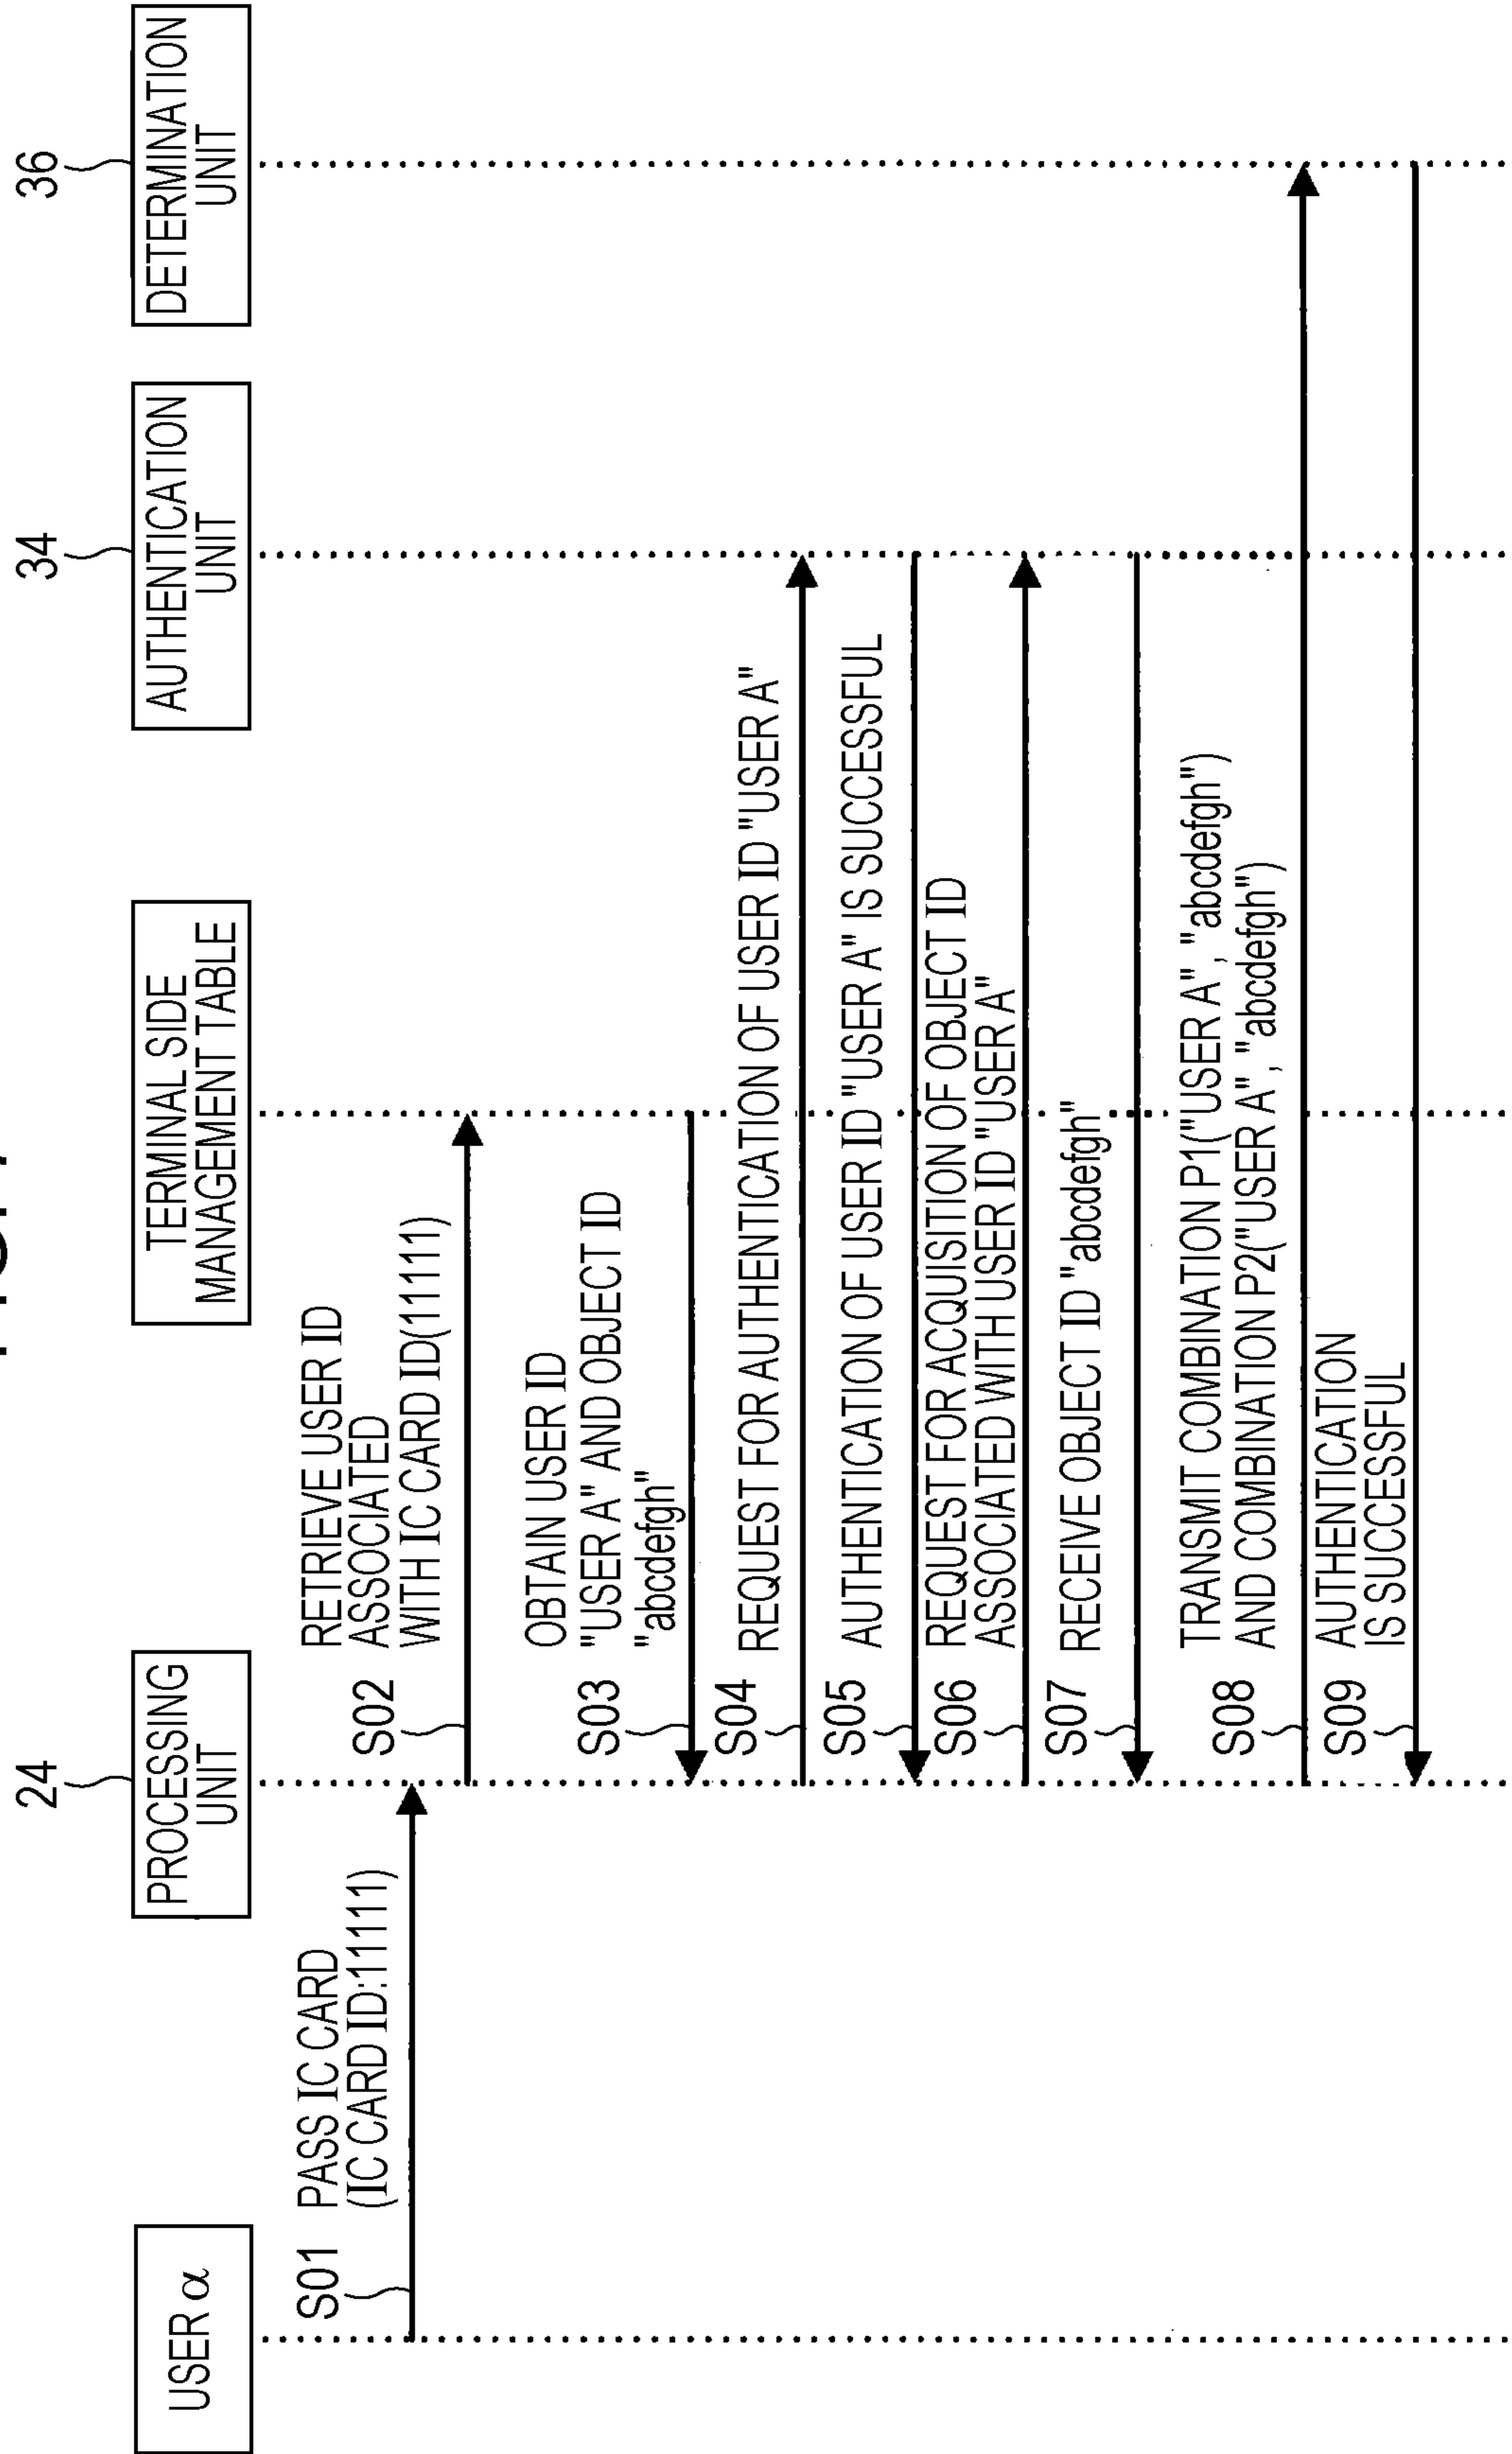 USER α
24
PROCESSING
UNIT
TERMINAL SIDE
MANAGEMENT TABLE
34
AUTHENTICATION
UNIT
36
DETERMINATION
UNIT
S01
PASS IC CARD
(IC CARD ID:11111)
S02
RETRIEVE USER ID
ASSOCIATED
WITH IC CARD ID(11111)
S03
OBTAIN USER ID
"USER A" AND OBJECT ID
"abcdefgh"
S04
REQUEST FOR AUTHENTICATION OF USER ID "USER A"
S05
AUTHENTICATION OF USER ID "USER A" IS SUCCESSFUL
S06
REQUEST FOR ACQUISITION OF OBJECT ID
ASSOCIATED WITH USER ID "USER A"
S07
RECEIVE OBJECT ID "abcdefgh"
S08
TRANSMIT COMBINATION P1("USER A", "abcdefgh")
AND COMBINATION P2("USER A", "abcdefgh")
S09
AUTHENTICATION
IS SUCCESSFUL